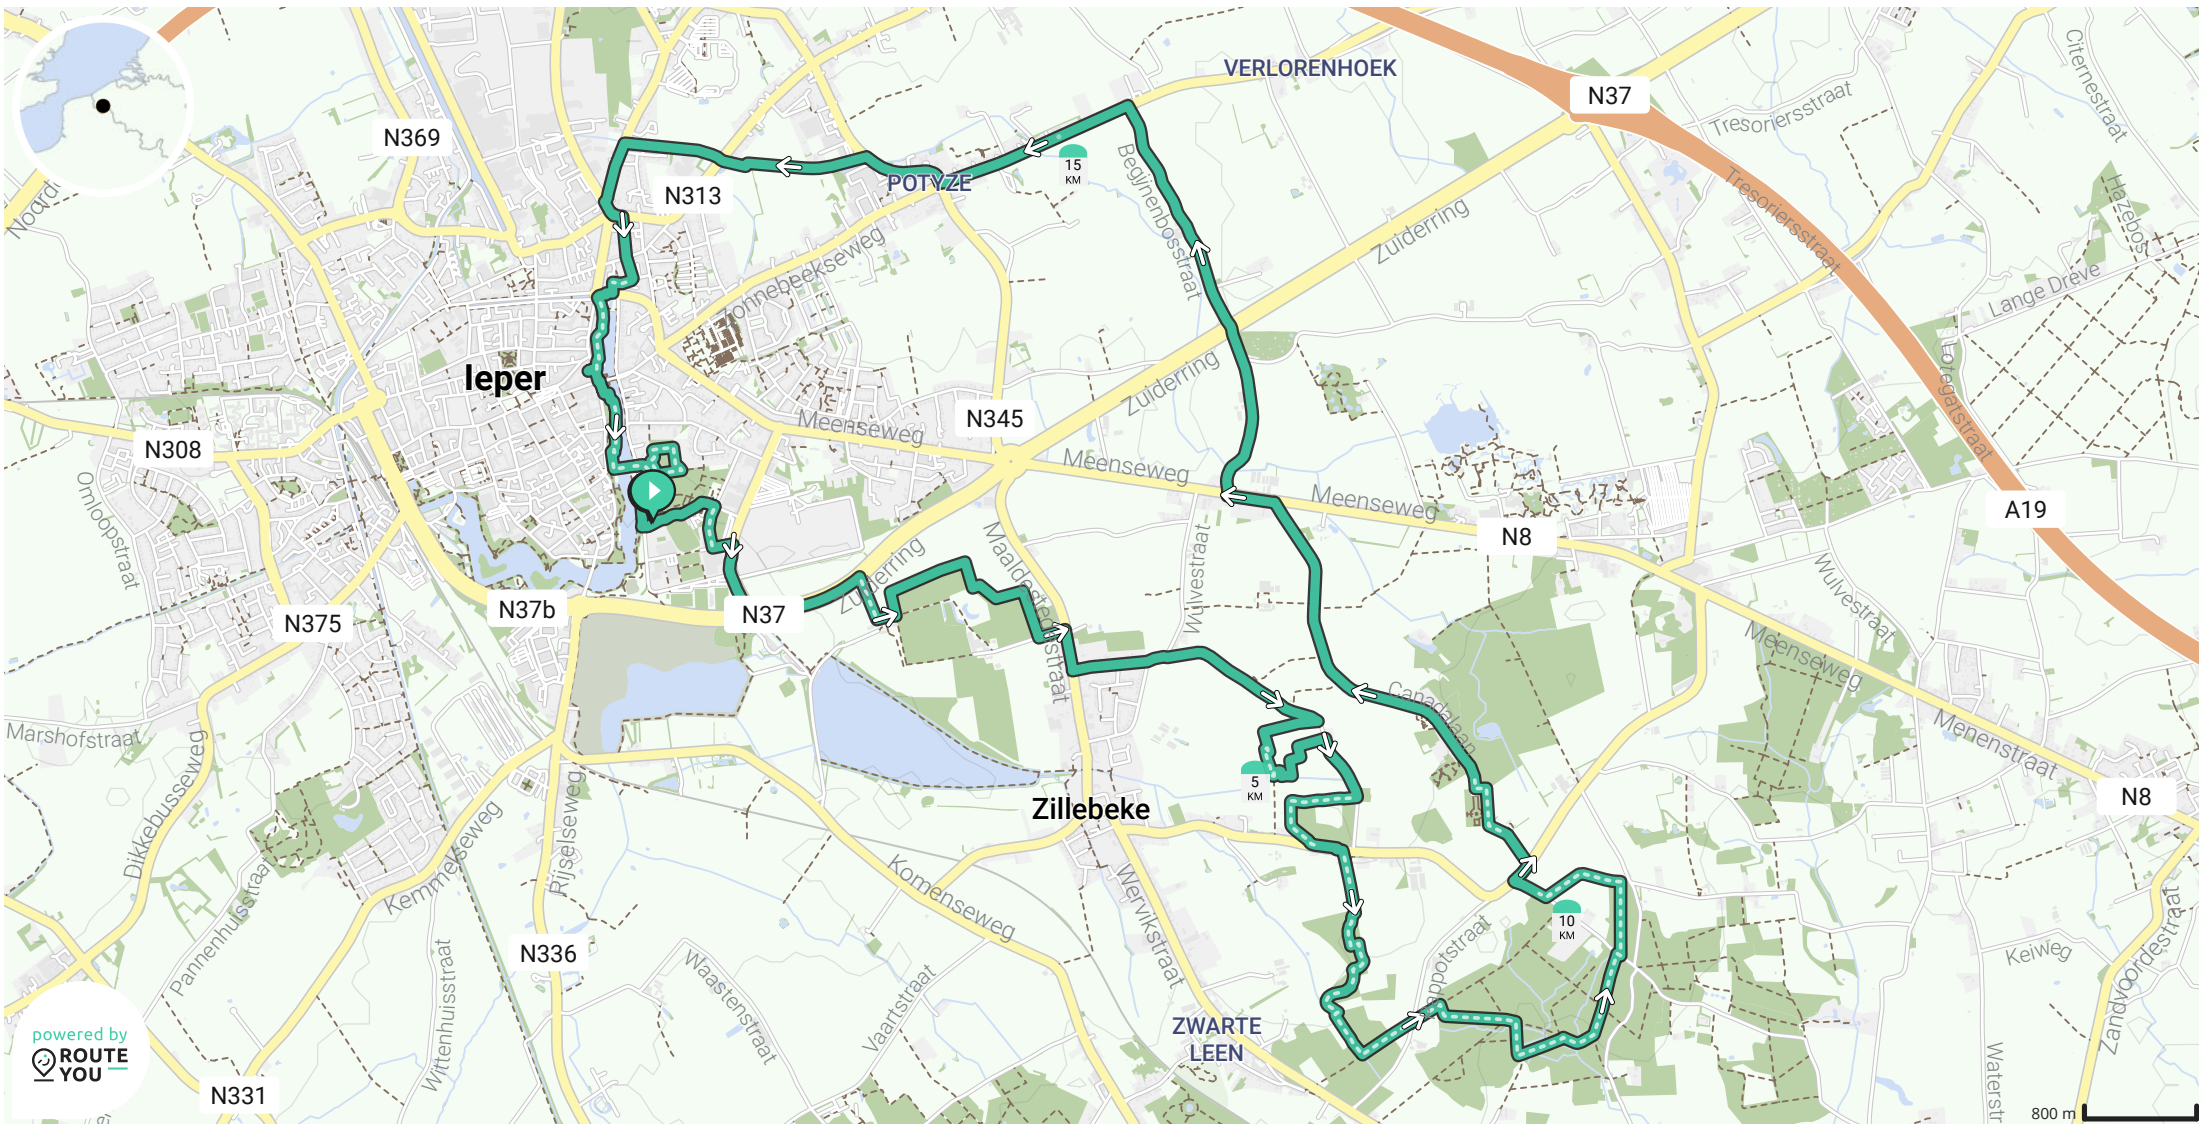 VERLORENHOEK
N37
Citernestraat
Tresoriersstraat
N369
15
KM
Begijnenbosstraat
POTYZE
N313
Tresoriersstraat
Hazebos
Noord
Zuiderring
Zonnebeekseweg
Lange Dreve
Ieper
Zuiderring
Lotegatsstraat
N345
Meenseweg
N308
Meenseweg
Meenseweg
Omloopstraat
A19
N8
Maaldestedestraat
Wulvestraat
Wulvestraat
Zuiderring
N37b
N37
N375
Meenseweg
Canadalaan
Marshofstraat
Menenstraat
Dikkebusseweg
5
KM
N8
Zillebeke
Rijselseweg
Kemmelseweg
Komenseweg
Wervikstraat
10
KM
Pannenhuisstraat
Zandvoordestraat
N336
Keiweg
Wittenhuisstraat
Waastenstraat
Vaartstraat
ZWARTE
LEEN
powered by
ROUTE
YOU
Waterstr
N331
800 m